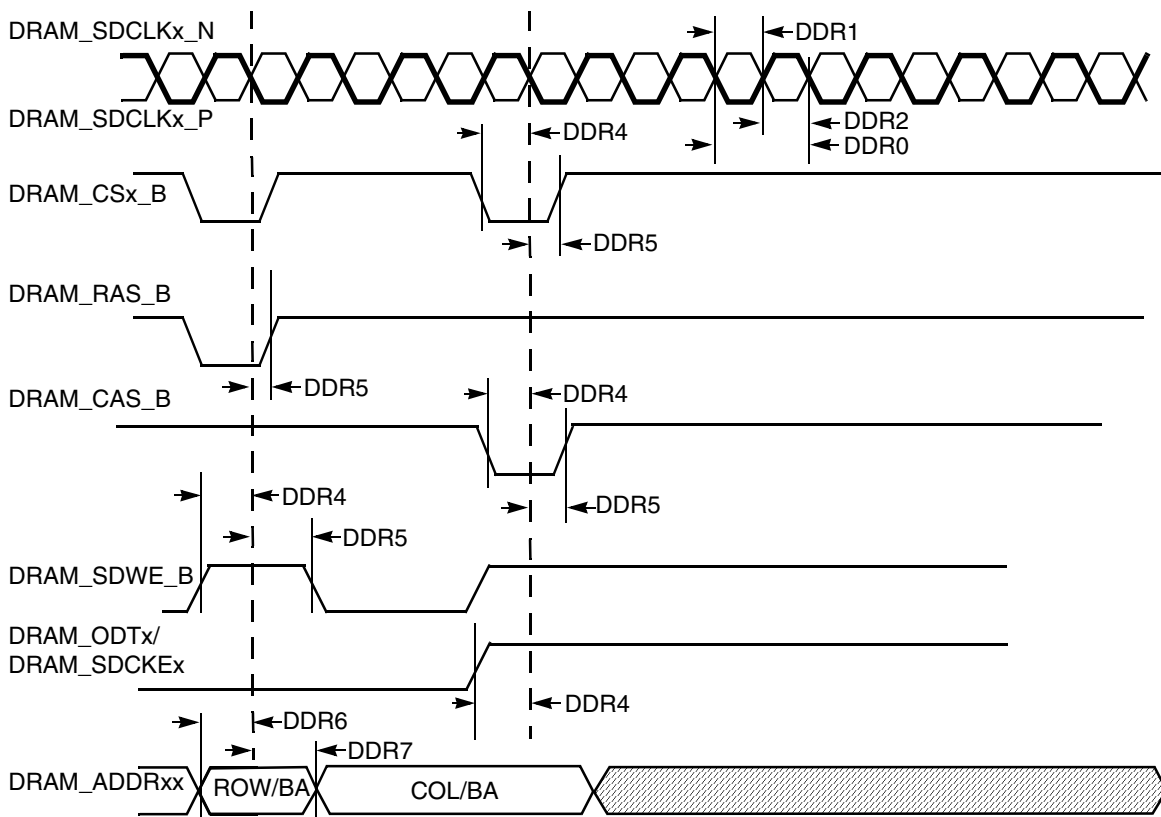 DRAM_SDCLKx_N
DDR1
DRAM_SDCLKx_P
DDR4
DDR2
DDR0
DRAM_CSx_B
DDR5
DRAM_RAS_B
DDR5
DDR4
DRAM_CAS_B
DDR4
DDR5
DDR5
DRAM_SDWE_B
DRAM_ODTx/
DRAM_SDCKEx
DDR4
DDR6
DDR7
DRAM_ADDRxx
ROW/BA
COL/BA